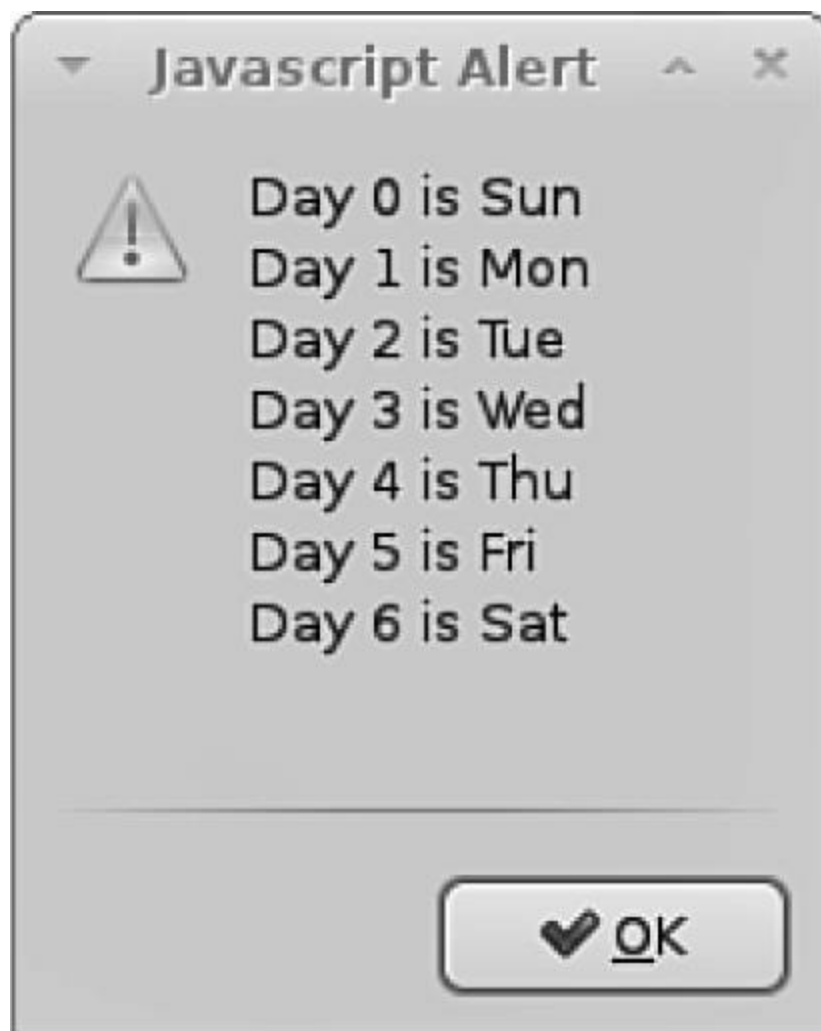 Javascript Alert
Day 0 is Sun
Day 1 is Mon
Day 2 is Tue
Day 3 is Wed
Day 4 is Thu
Day 5 is Fri
Day 6 is Sat
OK